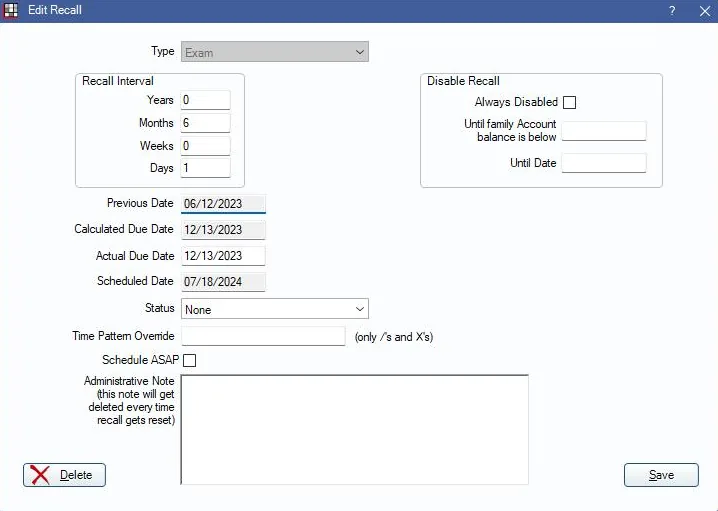 Edit Recall
?
Type Exam
Recall Interval
Years 0
Months 6
Weeks 0
Days 1
Disable Recall
Always Disabled
Until family Account
balance is below
Until Date
Previous Date 06/12/2023
Calculated Due Date 12/13/2023
Actual Due Date 12/13/2023
Scheduled Date 07/18/2024
Status None
Time Pattern Override (only /'s and X's)
Schedule ASAP
Administrative Note
(this note will get
deleted every time
recall gets reset)
Delete
Save